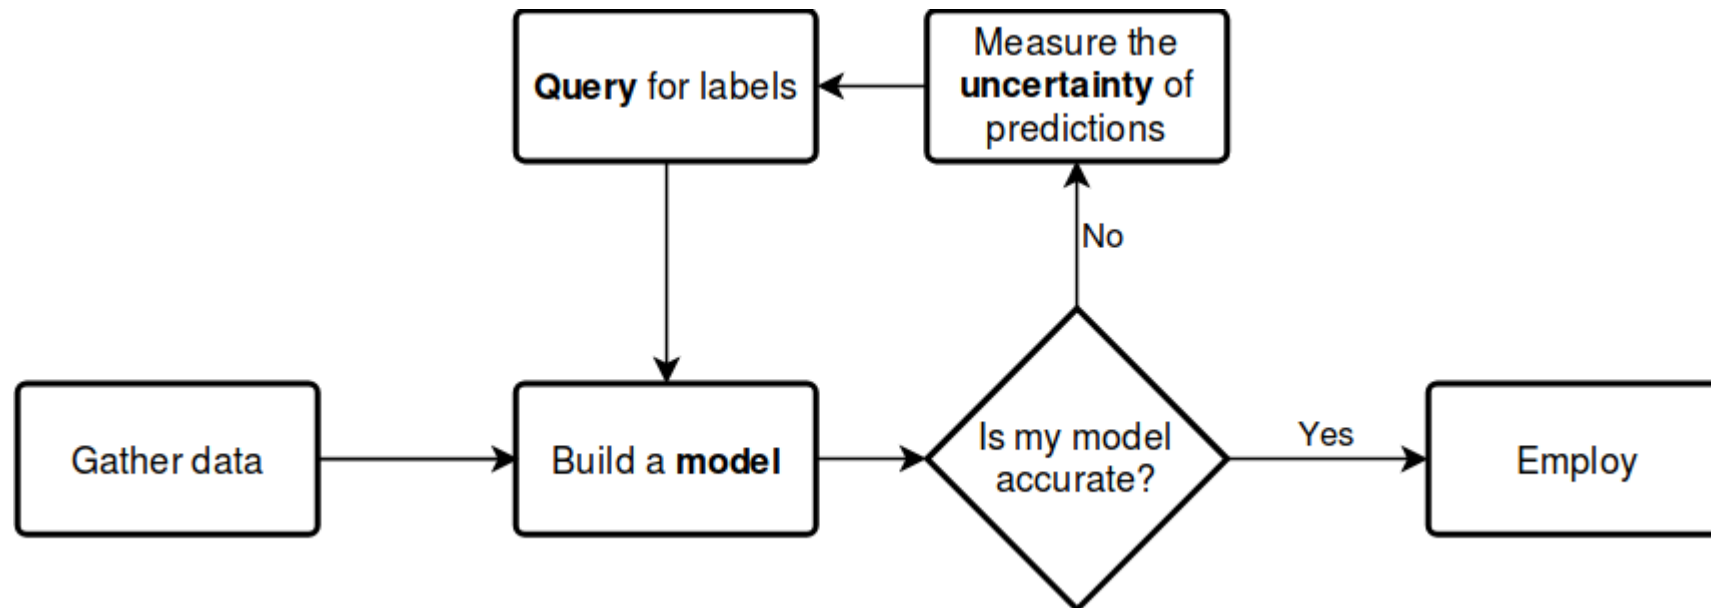 Query for labels
Measure the
uncertainty of
predictions
No
Gather data
Build a model
Is my model
accurate?
Yes
Employ